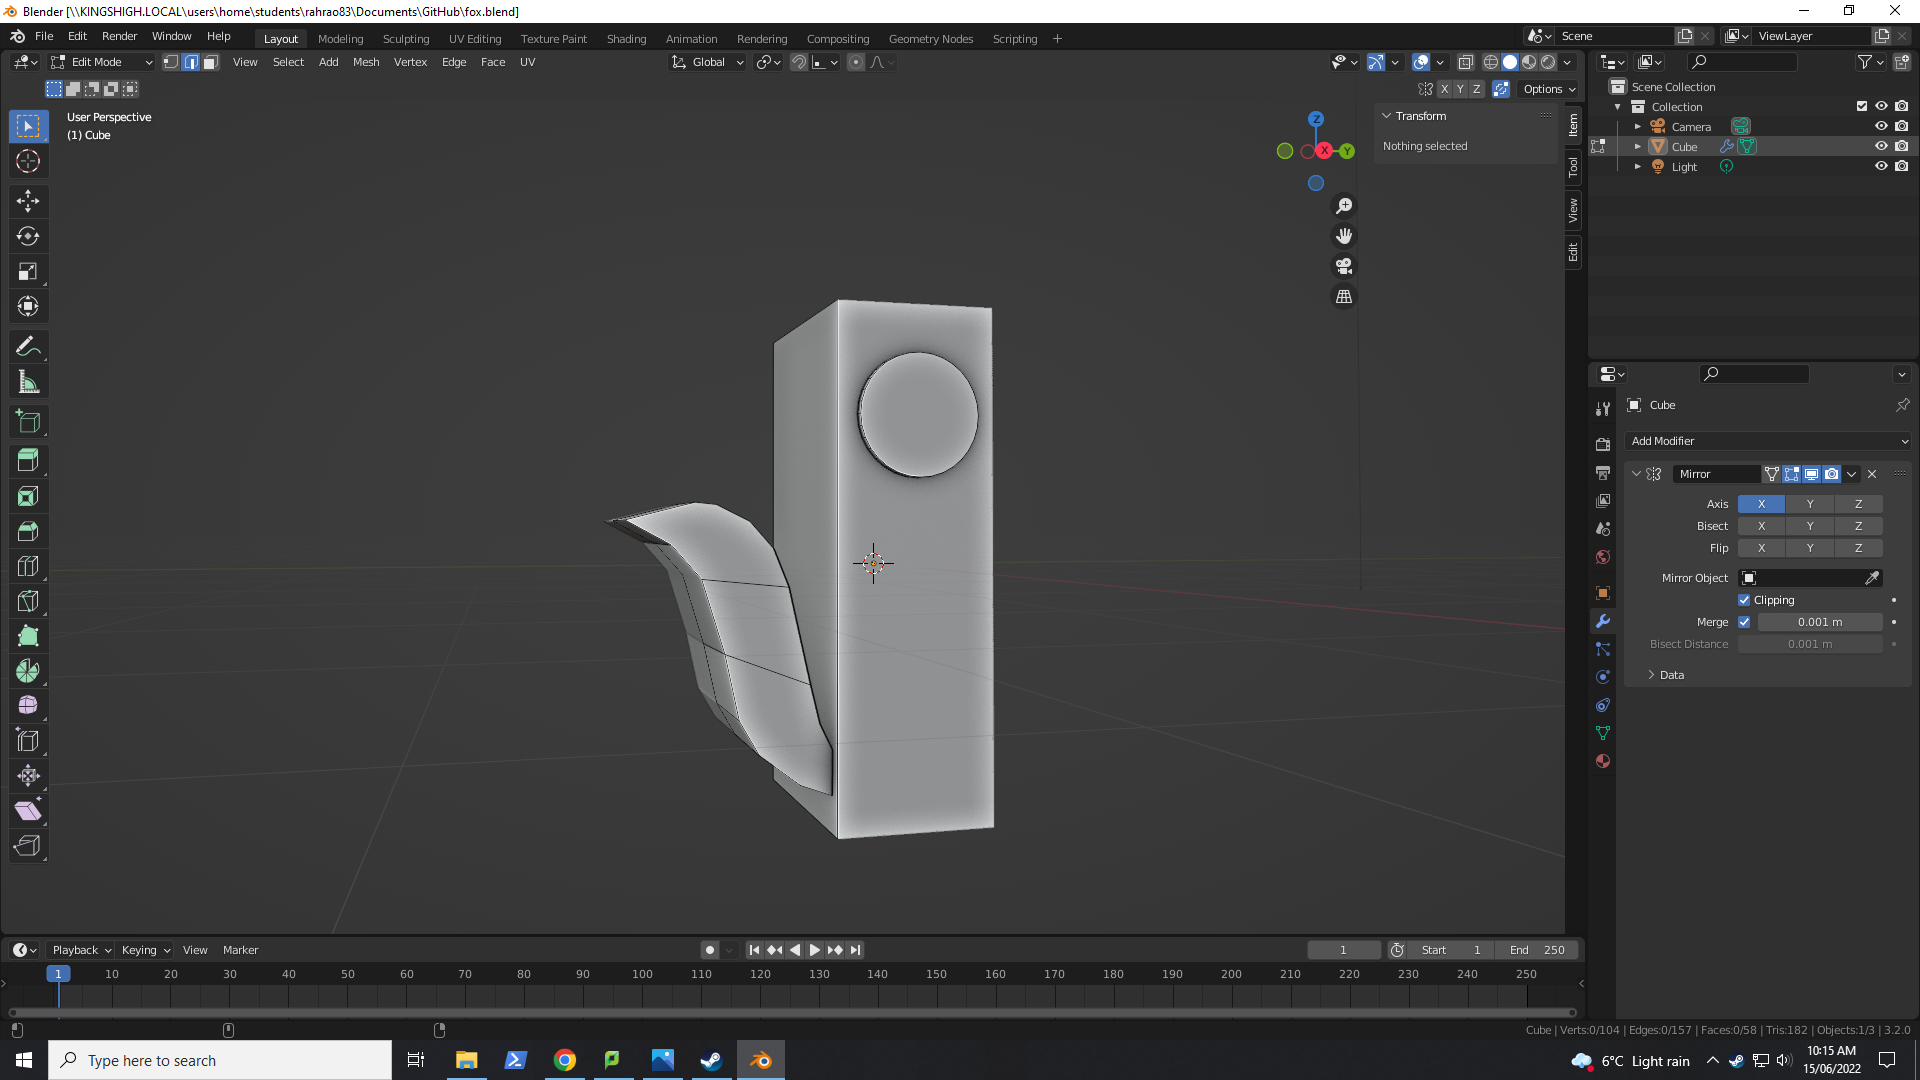 Blender [\\KINGSHIGH.LOCAL\users\home\students\rahrao83\Documents\GitHub\fox.blend]
File Edit Render Window Help
Layout Modeling Sculpting UV Editing Texture Paint Shading Animation Rendering Compositing Geometry Nodes Scripting +
Scene
ViewLayer
Edit Mode
View Select Add Mesh Vertex Edge Face UV
Global
X Y Z
Options
User Perspective
(1) Cube
Z
X
Y
Transform
Nothing selected
Item
Tool
View
Edit
Scene Collection
Collection
Camera
Cube
Light
Cube
Add Modifier
Mirror
Axis X Y Z
Bisect X Y Z
Flip X Y Z
Mirror Object
Clipping
Merge 0.001 m
Bisect Distance 0.001 m
Data
Playback Keying View Marker
1
Start 1
End 250
1 10 20 30 40 50 60 70 80 90 100 110 120 130 140 150 160 170 180 190 200 210 220 230 240 250
Cube | Verts:0/104 | Edges:0/157 | Faces:0/58 | Tris:182 | Objects:1/3 | 3.2.0
Type here to search
6°C Light rain
10:15 AM
15/06/2022